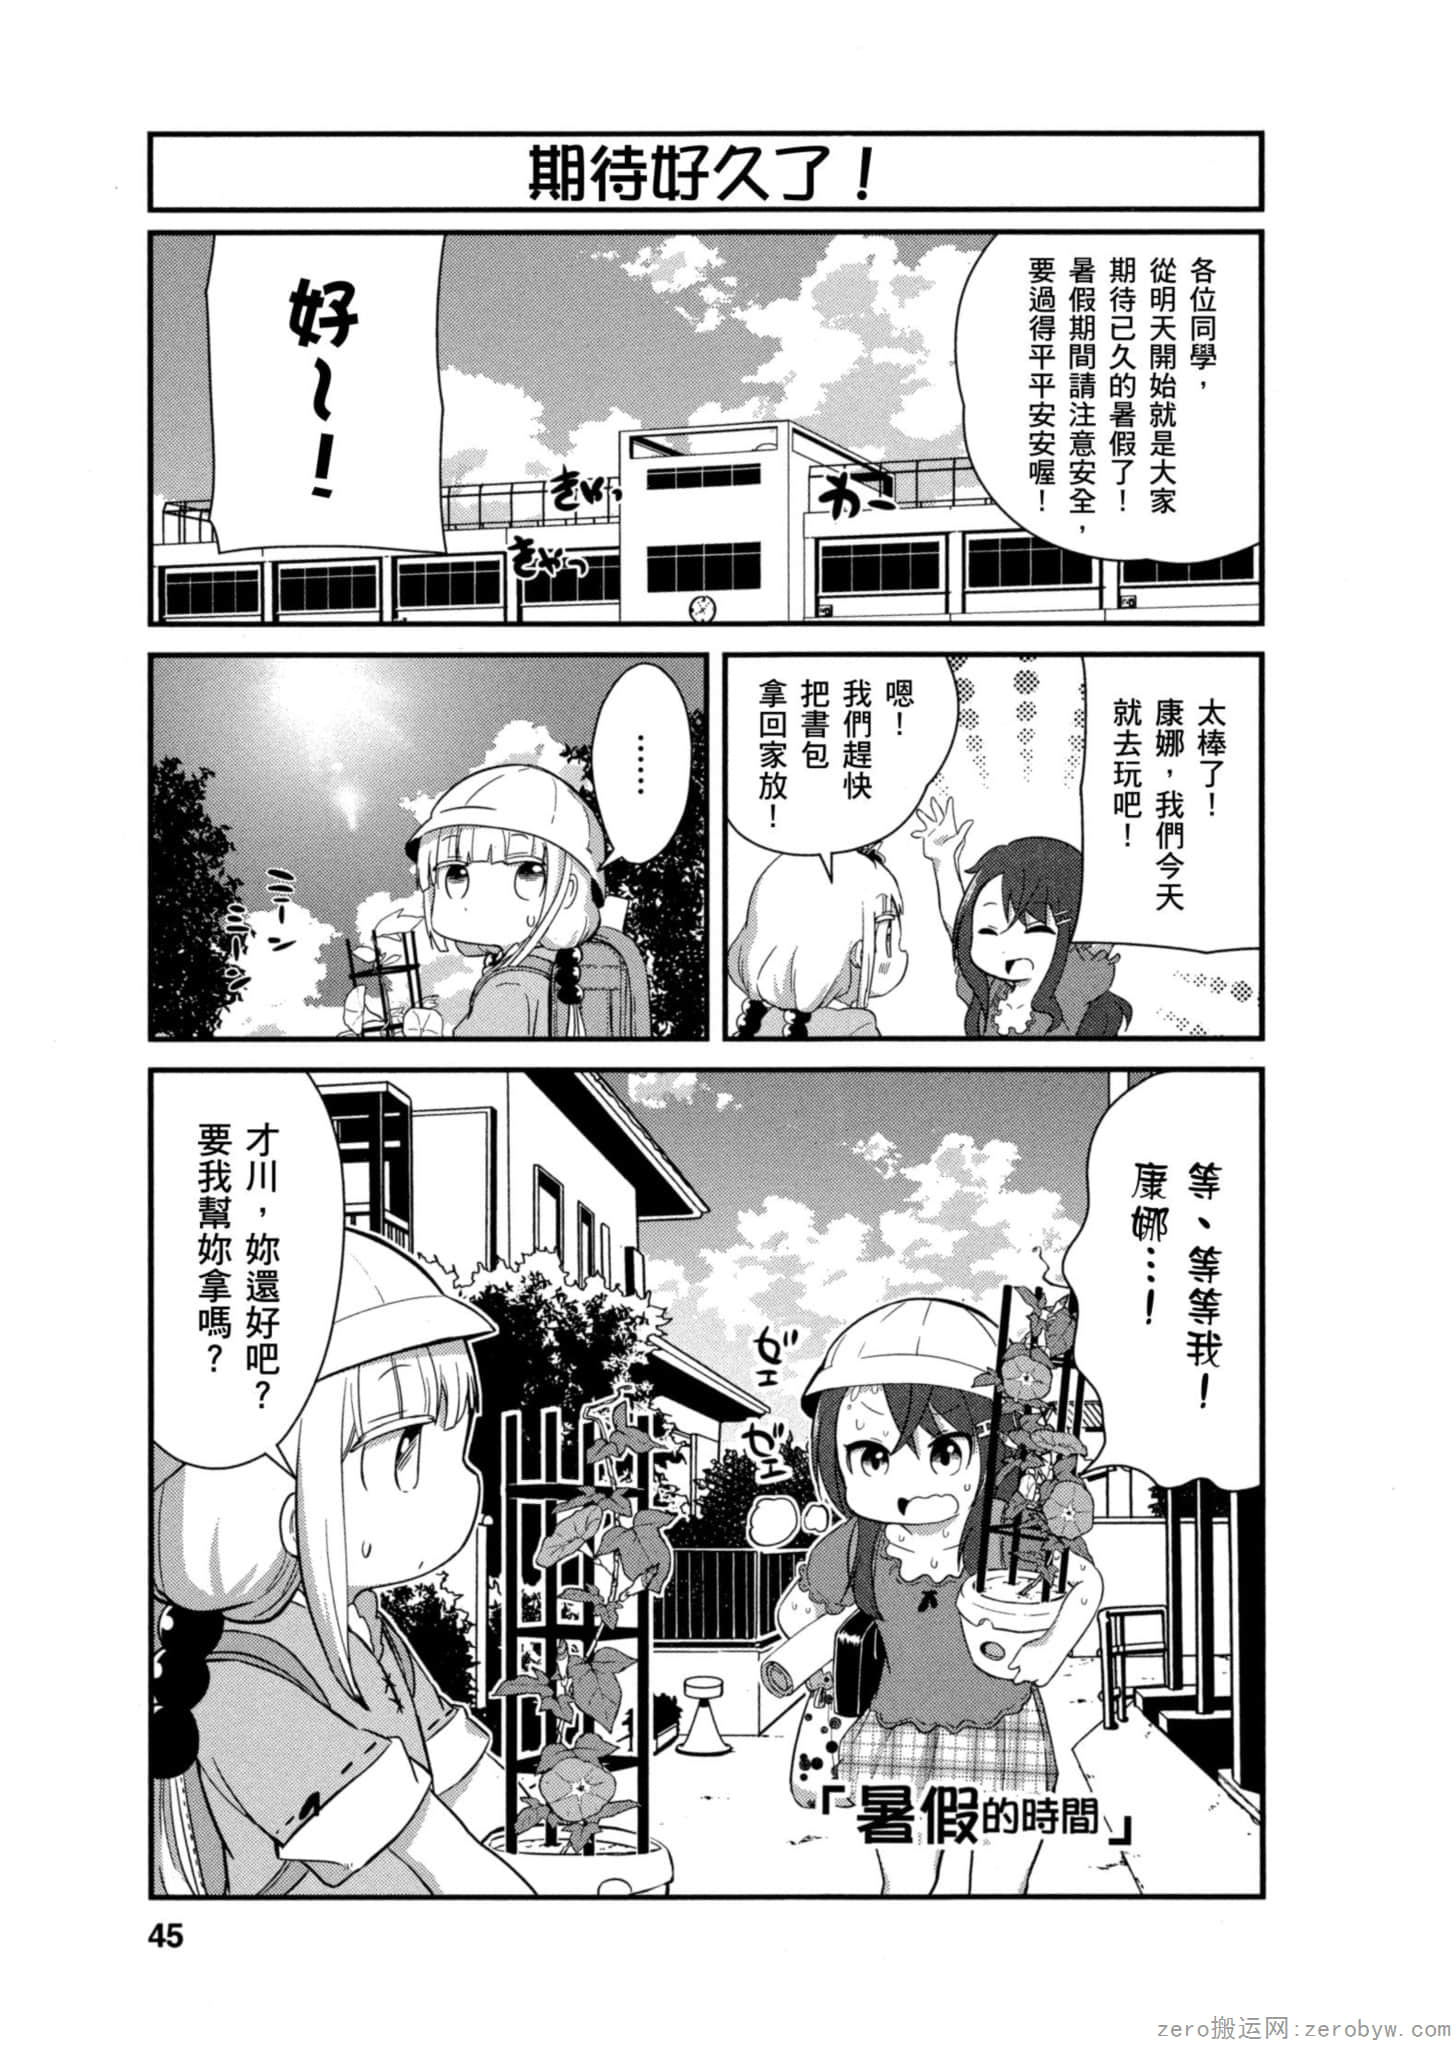 期待好久了！
各位同學，
從明天開始就是大家
期待已久的暑假了！
暑假期間請注意安全，
要過得平平安安喔！
わー
きゃっ
きゃっ
好～！
太棒了！
康娜，我們今天
就去玩吧！
嗯！
我們趕快
把書包
拿回家放！
……
ミーン
ミーン
等、等等我！
康娜…！
ゼェ
ゼェ
才川，妳還好吧？
要我幫妳拿嗎？
「暑假的時間」
45
zero搬运网:zerobyw.com